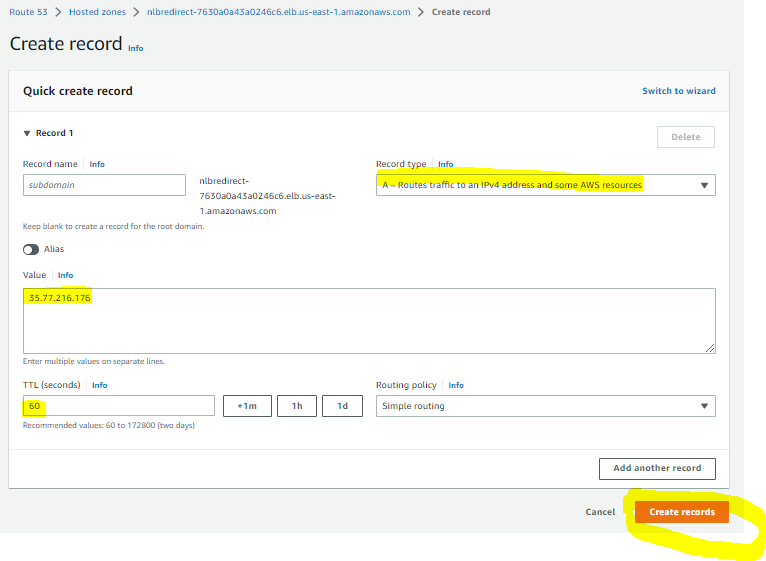 Route 53 > Hosted zones > nlbredirect-7630a0a43a0246c6.elb.us-east-1.amazonaws.com > Create record
Create record Info
Quick create record
Switch to wizard
▼ Record 1
Delete
Record name Info
subdomain
nlbredirect-
7630a0a43a0246c6.elb.us-east-
1.amazonaws.com
Keep blank to create a record for the root domain.
Record type Info
A – Routes traffic to an IPv4 address and some AWS resources
Alias
Value Info
35.77.216.176
Enter multiple values on separate lines.
TTL (seconds) Info
60
+1m
1h
1d
Recommended values: 60 to 172800 (two days)
Routing policy Info
Simple routing
Add another record
Cancel
Create records